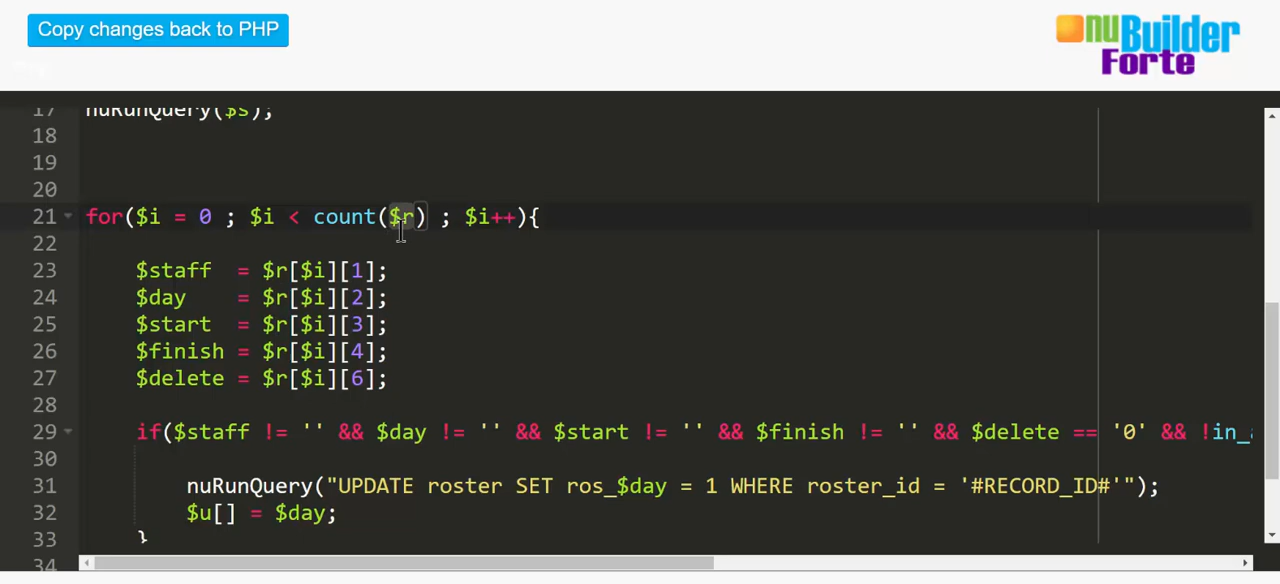 Copy changes back to PHP
nuBuilder
Forte
17 nuRunQuery($s);
18
19
20
21 for($i = 0 ; $i < count($r) ; $i++){
22
23 $staff  = $r[$i][1];
24 $day    = $r[$i][2];
25 $start  = $r[$i][3];
26 $finish = $r[$i][4];
27 $delete = $r[$i][6];
28
29 if($staff != '' && $day != '' && $start != '' && $finish != '' && $delete == '0' && !in_
30
31 nuRunQuery("UPDATE roster SET ros_$day = 1 WHERE roster_id = '#RECORD_ID#'");
32 $u[] = $day;
33 }
34